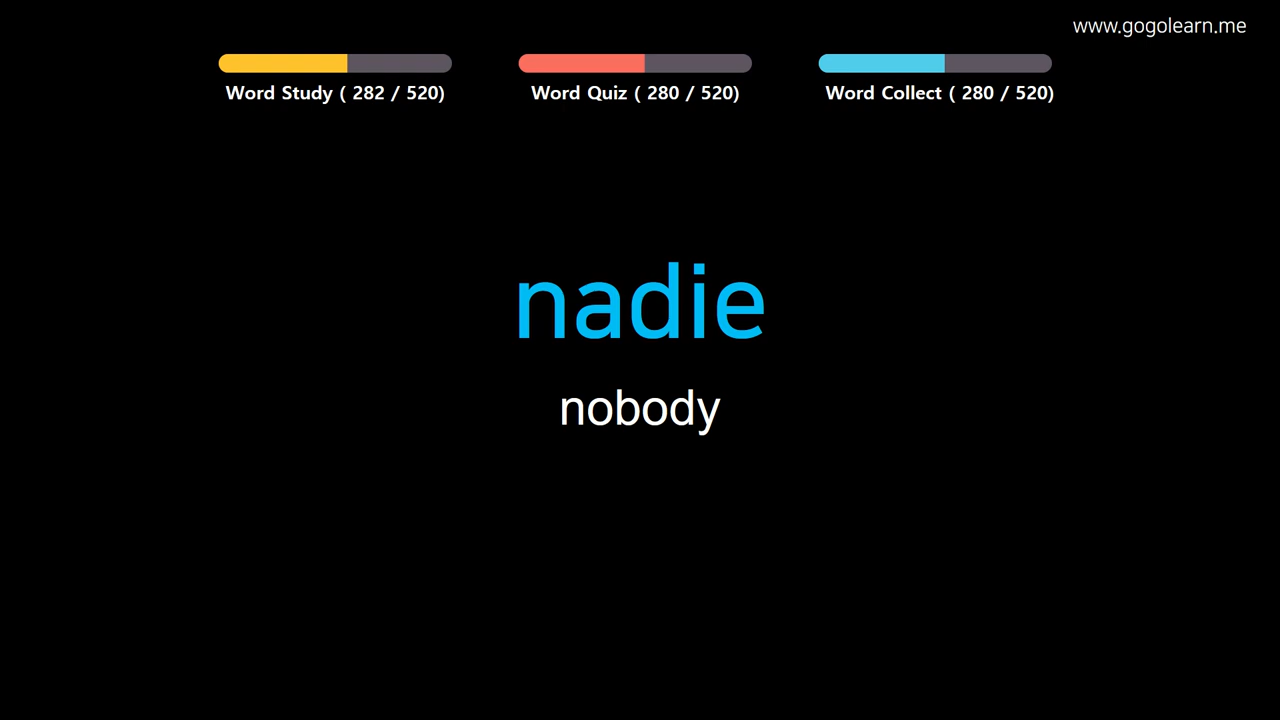 www.gogolearn.me
Word Study ( 282 / 520)
Word Quiz ( 280 / 520)
Word Collect ( 280 / 520)
nadie
nobody